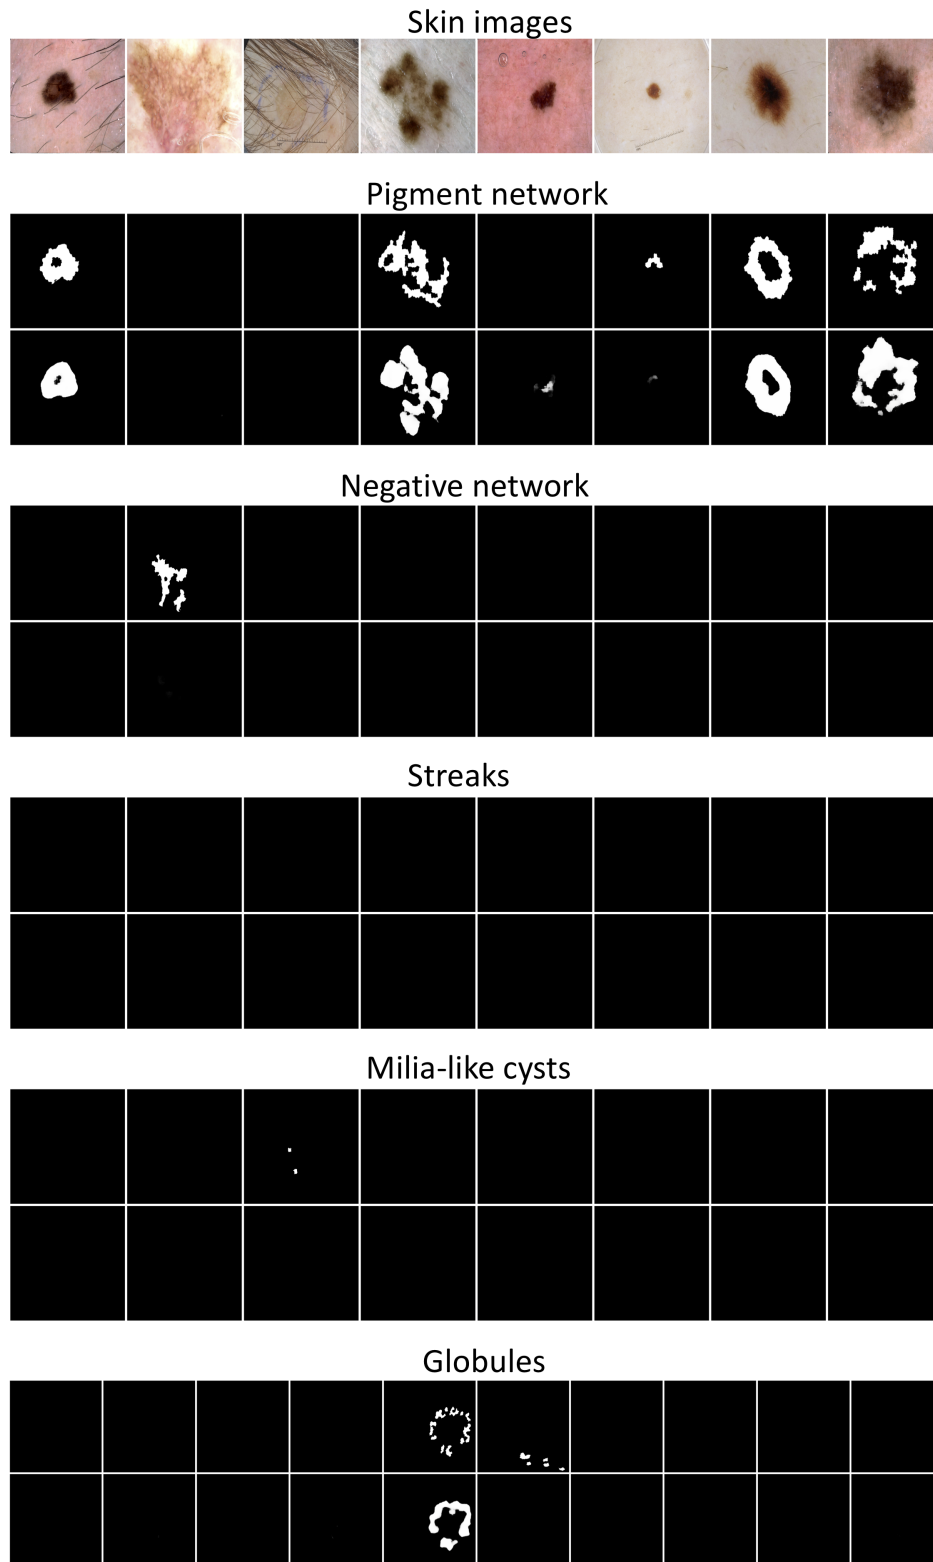 Skin images
Pigment network
Negative network
Streaks
Milia-like cysts
Globules